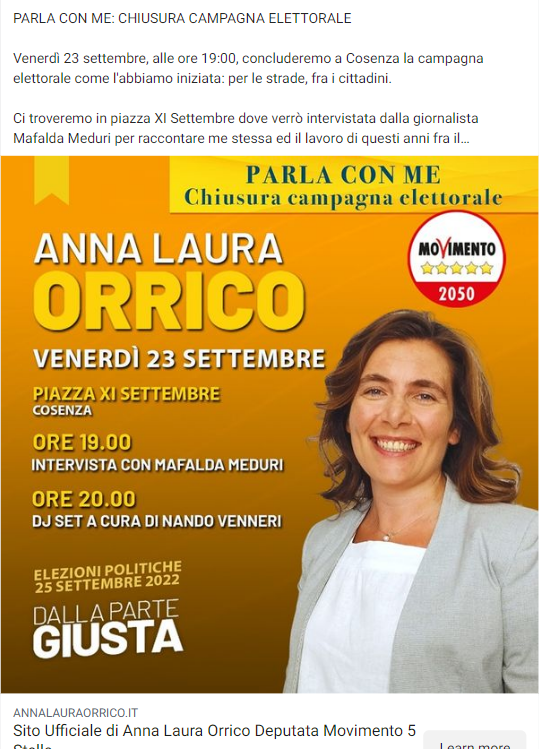 PARLA CON ME: CHIUSURA CAMPAGNA ELETTORALE
Venerdì 23 settembre, alle ore 19:00, concluderemo a Cosenza la campagna
elettorale come l'abbiamo iniziata: per le strade, fra i cittadini.
Ci troveremo in piazza XI Settembre dove verrò intervistata dalla giornalista
Mafalda Meduri per raccontare me stessa ed il lavoro di questi anni fra il...
PARLA CON ME
Chiusura campagna elettorale
ANNA LAURA
ORRICO
MOVIMENTO
2050
VENERDÌ 23 SETTEMBRE
PIAZZA XI SETTEMBRE
COSENZA
ORE 19.00
INTERVISTA CON MAFALDA MEDURI
ORE 20.00
DJ SET A CURA DI NANDO VENNERI
ELEZIONI POLITICHE
25 SETTEMBRE 2022
DALLA PARTE
GIUSTA
ANNALAURAORRICO.IT
Sito Ufficiale di Anna Laura Orrico Deputata Movimento 5
Stelle
Learn more